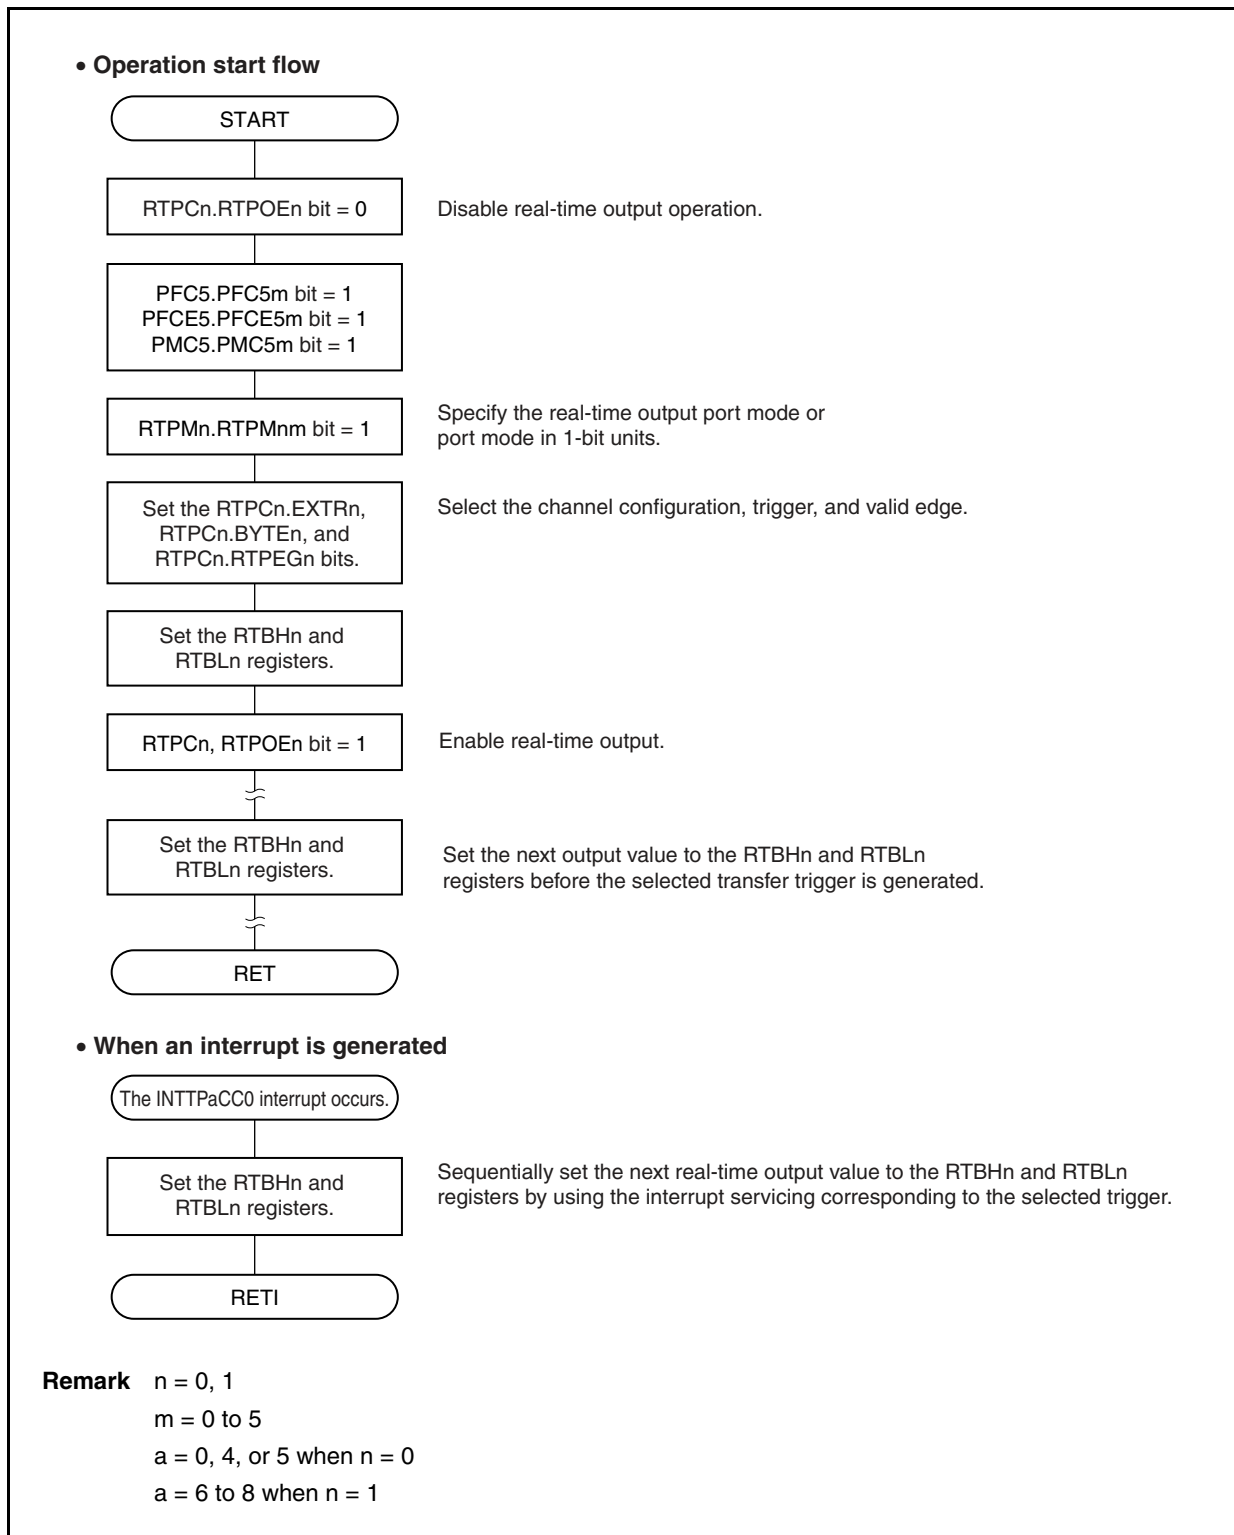 • Operation start flow
START
RTPCn.RTPOEn bit = 0
Disable real-time output operation.
PFC5.PFC5m bit = 1
PFCE5.PFCE5m bit = 1
PMC5.PMC5m bit = 1
RTPMn.RTPMnm bit = 1
Specify the real-time output port mode or
port mode in 1-bit units.
Set the RTPCn.EXTRn,
RTPCn.BYTEn, and
RTPCn.RTPEGn bits.
Select the channel configuration, trigger, and valid edge.
Set the RTBHn and
RTBLn registers.
RTPCn, RTPOEn bit = 1
Enable real-time output.
Set the RTBHn and
RTBLn registers.
Set the next output value to the RTBHn and RTBLn
registers before the selected transfer trigger is generated.
RET
• When an interrupt is generated
The INTTPaCC0 interrupt occurs.
Set the RTBHn and
RTBLn registers.
Sequentially set the next real-time output value to the RTBHn and RTBLn
registers by using the interrupt servicing corresponding to the selected trigger.
RETI
Remark n = 0, 1
m = 0 to 5
a = 0, 4, or 5 when n = 0
a = 6 to 8 when n = 1